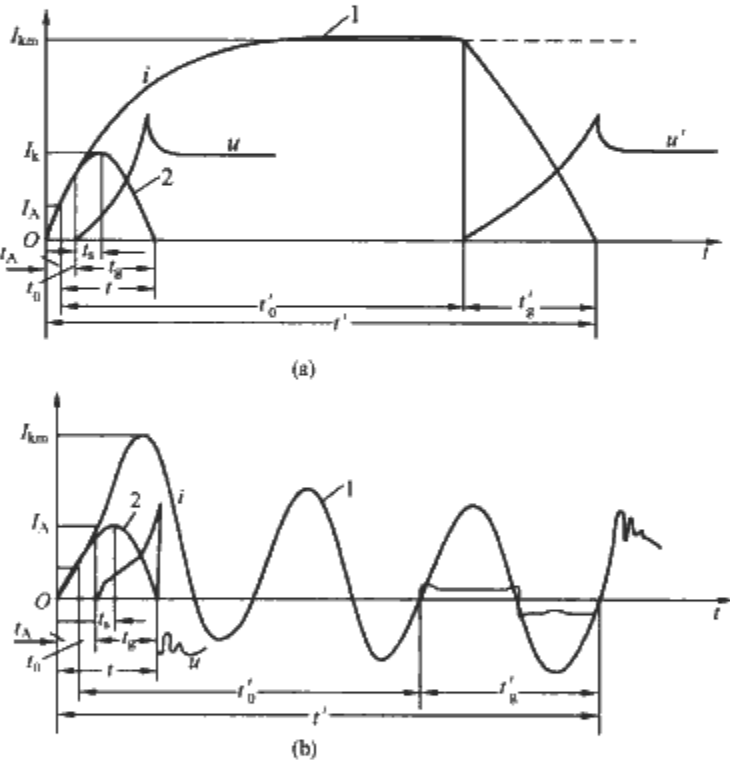 1
I_km
i
I_k
u
u'
2
I_A
O
t_A
t_s
t_0
t_g
t
t
t'_0
t'_g
t'
(a)
I_km
2
i
1
I_A
O
t_A
t_s
t
t_0
t_g
u
t
t'_0
t'_g
t'
(b)